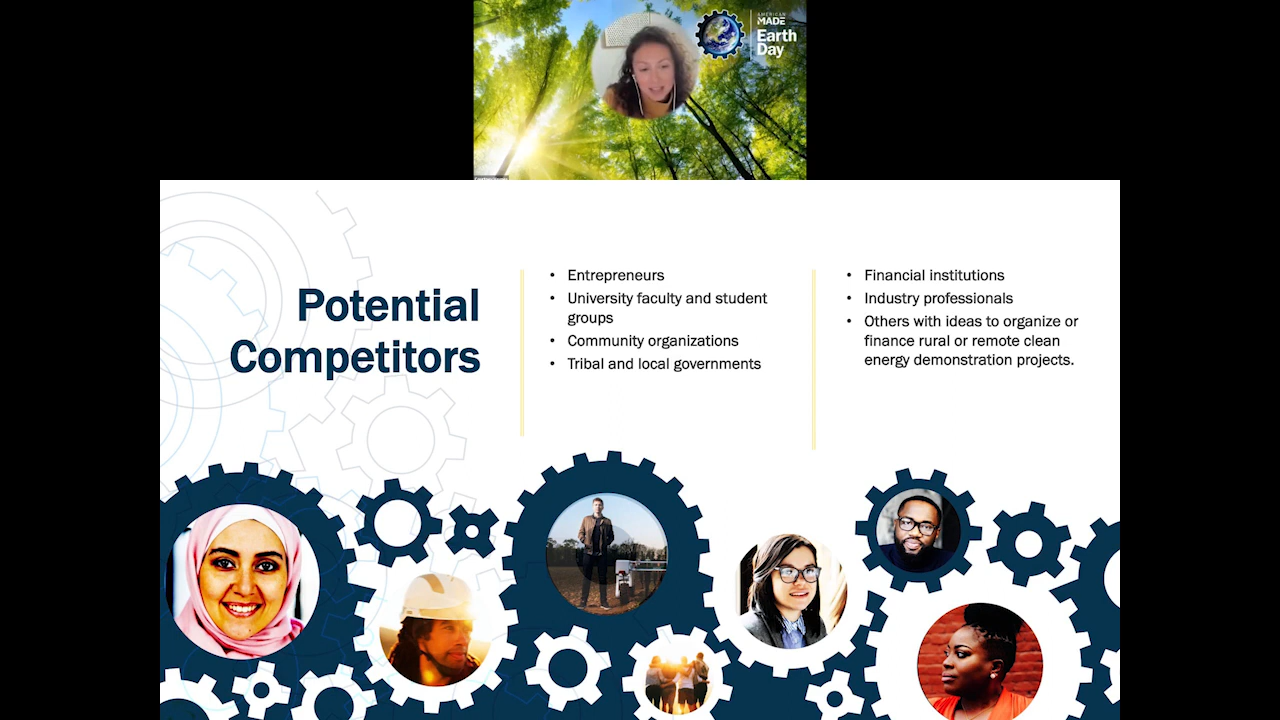 AMERICAN
MADE
Earth
Day
Potential
Competitors
• Entrepreneurs
• University faculty and student
groups
• Community organizations
• Tribal and local governments
• Financial institutions
• Industry professionals
• Others with ideas to organize or
finance rural or remote clean
energy demonstration projects.